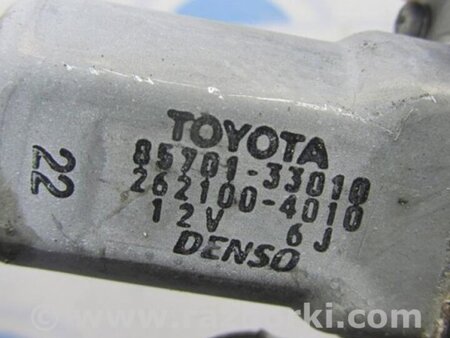 TOYOTA
85701-33010
262100-4010
12V 6J
DENSO
22
© www.razborki.com